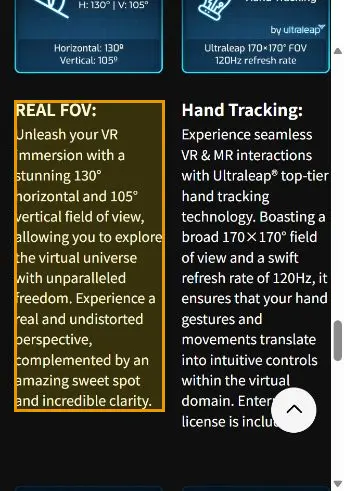 H: 130° | V: 105°
by ultraleap
Horizontal: 130º
Vertical: 105º
Ultraleap 170×170° FOV
120Hz refresh rate
REAL FOV:
Unleash your VR
immersion with a
stunning 130°
horizontal and 105°
vertical field of view,
allowing you to explore
the virtual universe
with unparalleled
freedom. Experience a
real and undistorted
perspective,
complemented by an
amazing sweet spot
and incredible clarity.
Hand Tracking:
Experience seamless
VR & MR interactions
with Ultraleap® top-tier
hand tracking
technology. Boasting a
broad 170×170° field
of view and a swift
refresh rate of 120Hz, it
ensures that your hand
gestures and
movements translate
into intuitive controls
within the virtual
domain.
license is